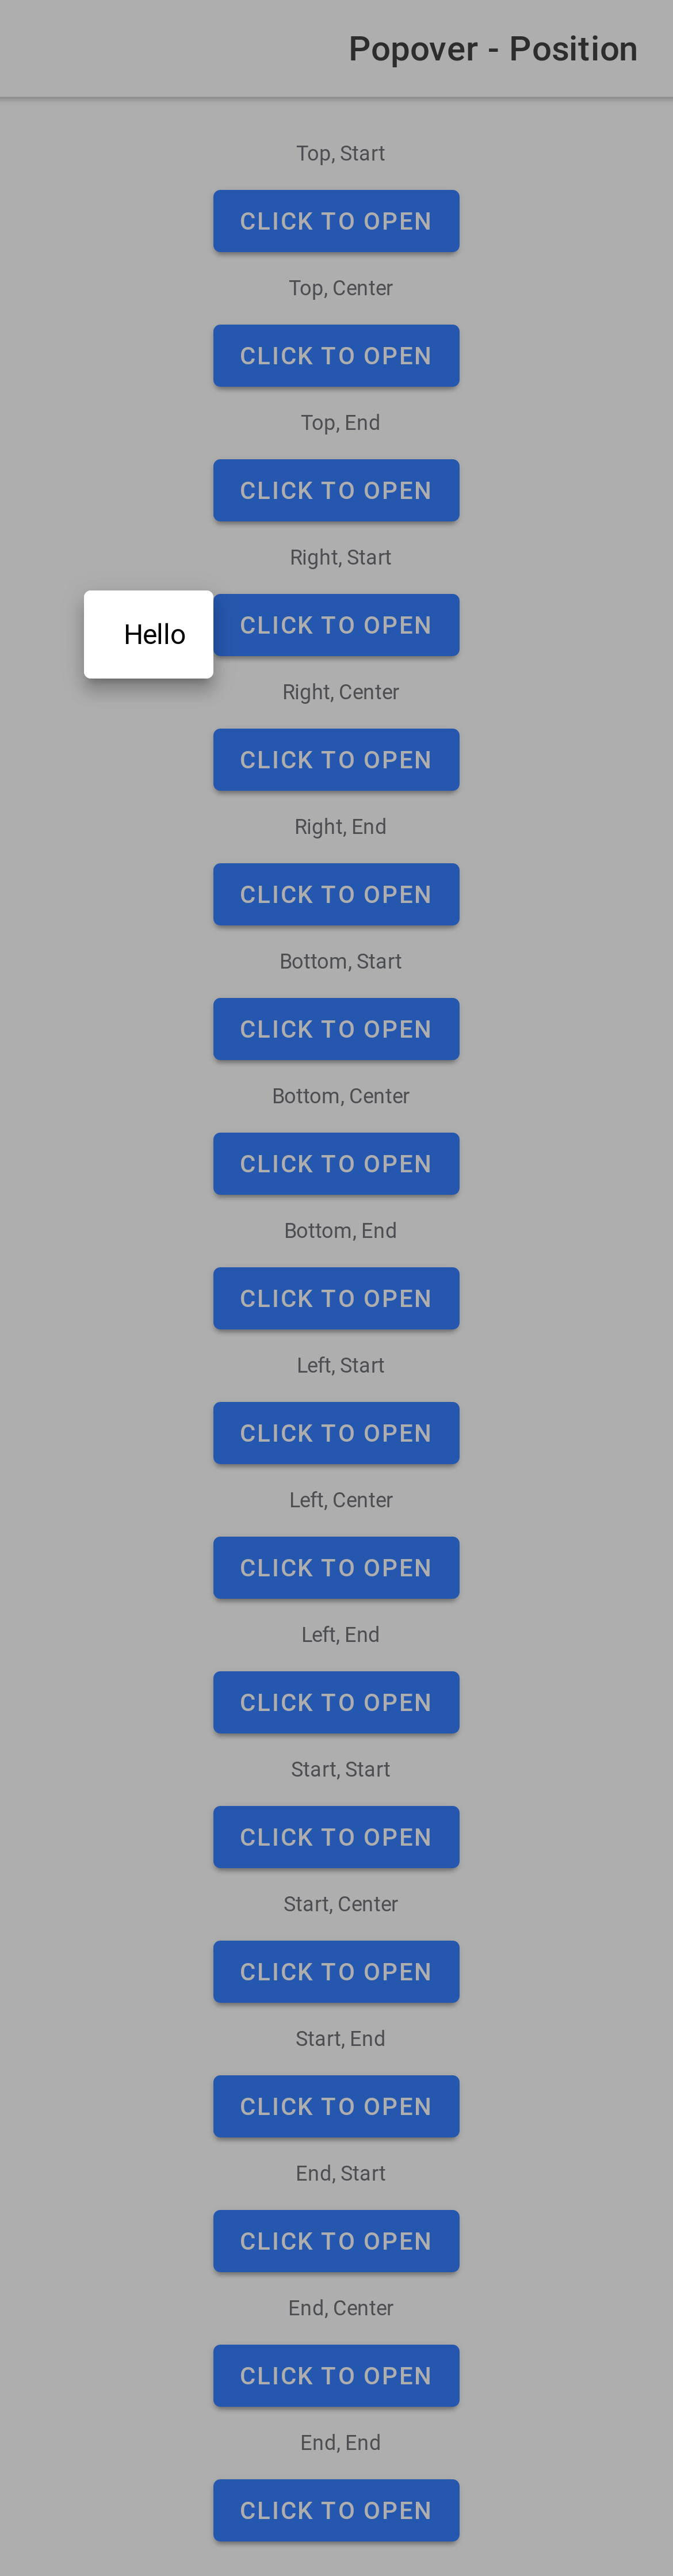 Popover - Position
Top, Start
CLICK TO OPEN
Top, Center
CLICK TO OPEN
Top, End
CLICK TO OPEN
Right, Start
Hello
CLICK TO OPEN
Right, Center
CLICK TO OPEN
Right, End
CLICK TO OPEN
Bottom, Start
CLICK TO OPEN
Bottom, Center
CLICK TO OPEN
Bottom, End
CLICK TO OPEN
Left, Start
CLICK TO OPEN
Left, Center
CLICK TO OPEN
Left, End
CLICK TO OPEN
Start, Start
CLICK TO OPEN
Start, Center
CLICK TO OPEN
Start, End
CLICK TO OPEN
End, Start
CLICK TO OPEN
End, Center
CLICK TO OPEN
End, End
CLICK TO OPEN